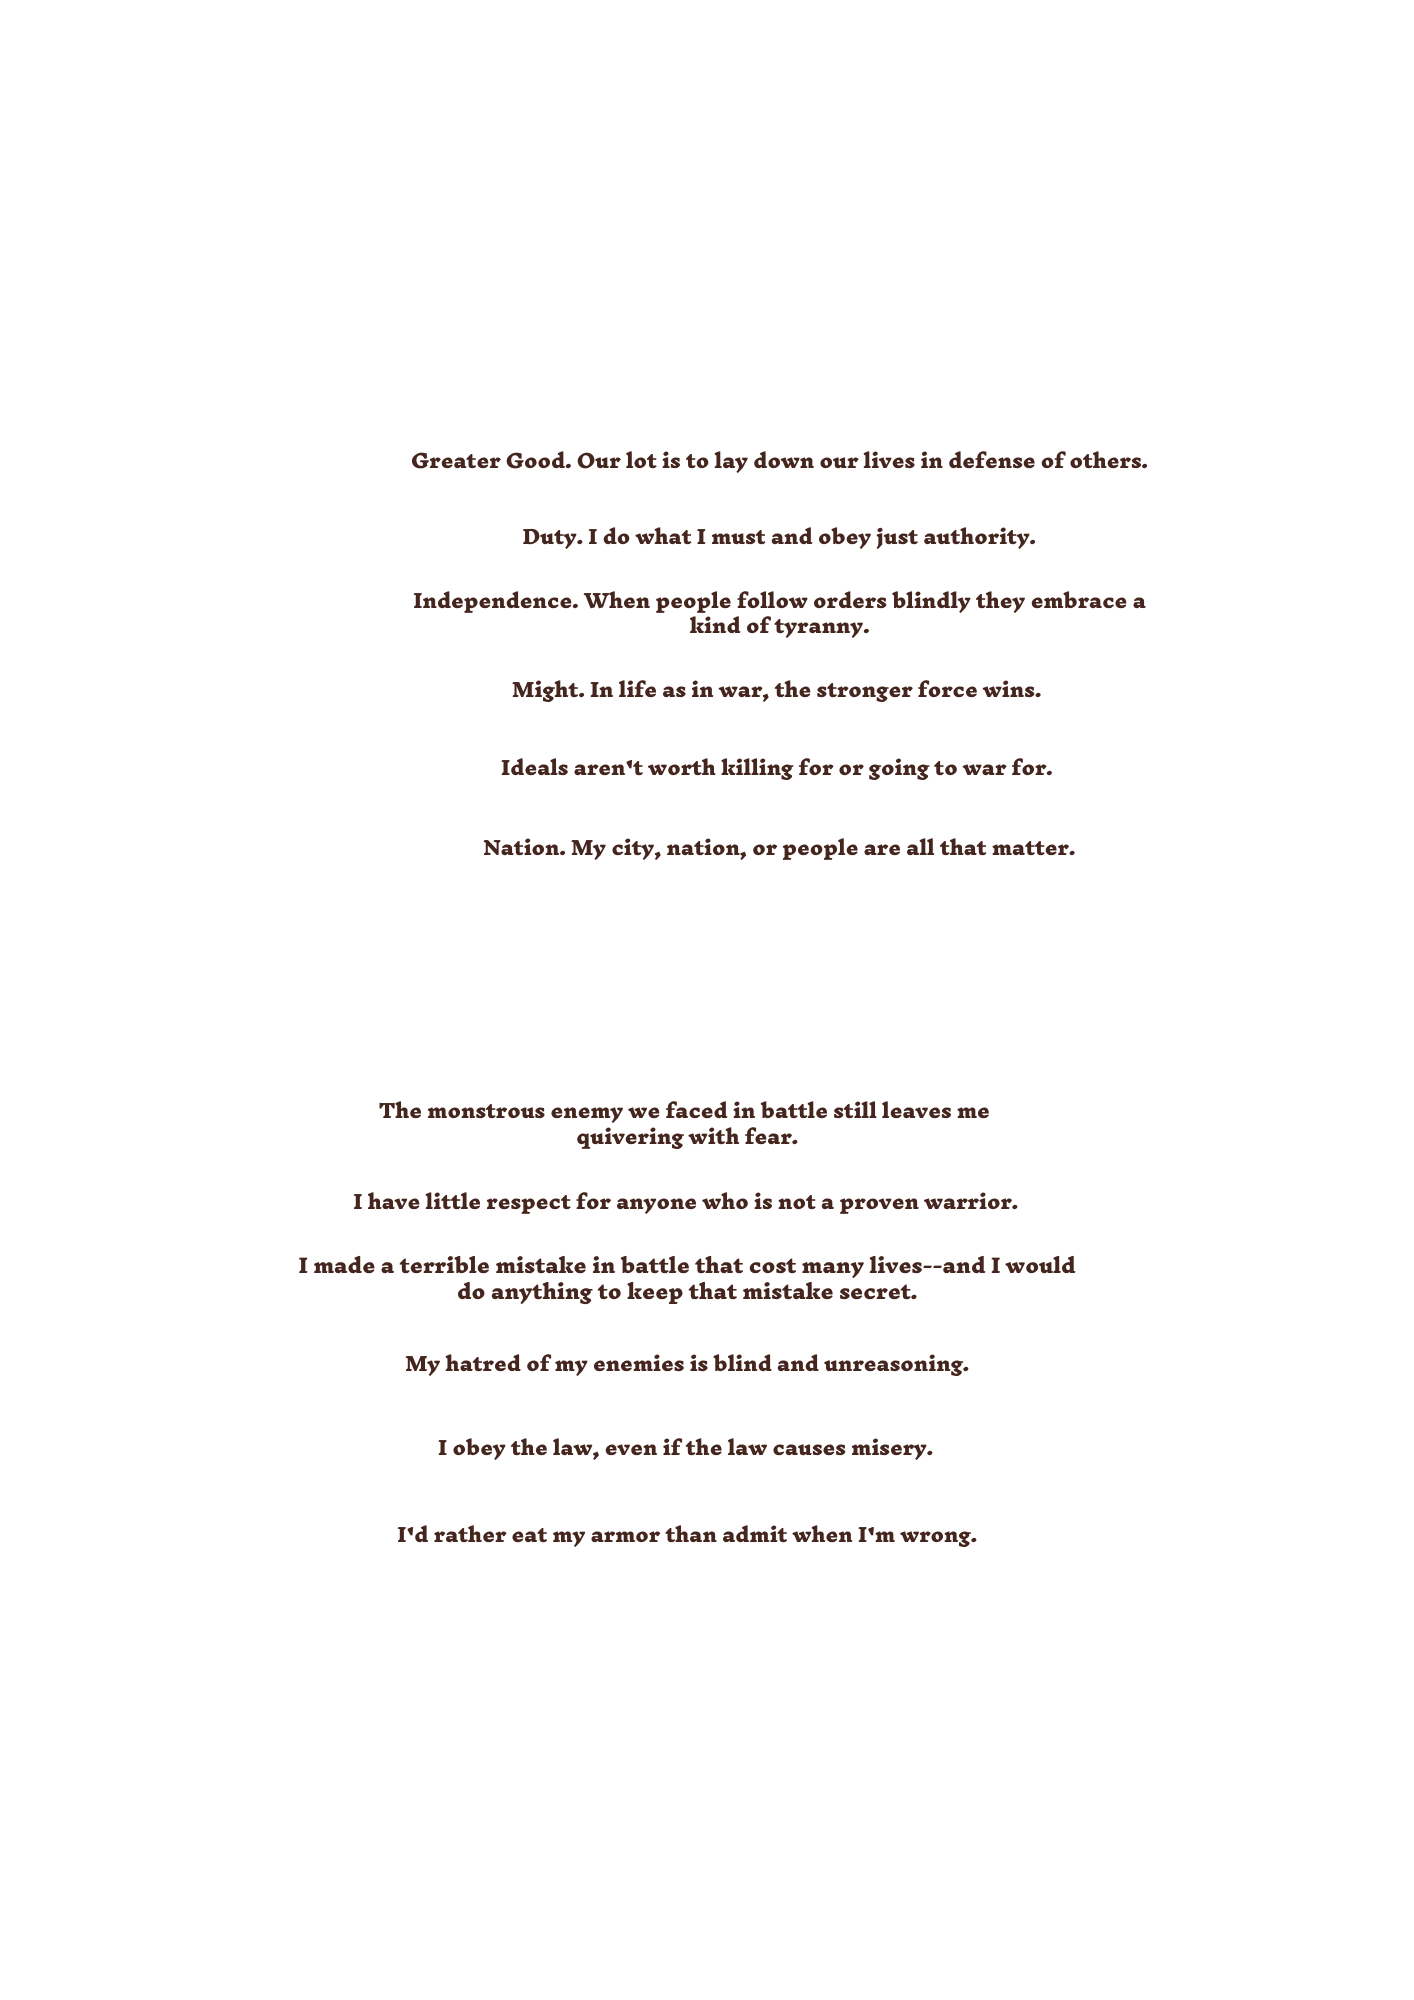 Greater Good. Our lot is to lay down our lives in defense of others.
Duty. I do what I must and obey just authority.
Independence. When people follow orders blindly they embrace a
kind of tyranny.
Might. In life as in war, the stronger force wins.
Ideals aren't worth killing for or going to war for.
Nation. My city, nation, or people are all that matter.
The monstrous enemy we faced in battle still leaves me
quivering with fear.
I have little respect for anyone who is not a proven warrior.
I made a terrible mistake in battle that cost many lives--and I would
do anything to keep that mistake secret.
My hatred of my enemies is blind and unreasoning.
I obey the law, even if the law causes misery.
I'd rather eat my armor than admit when I'm wrong.